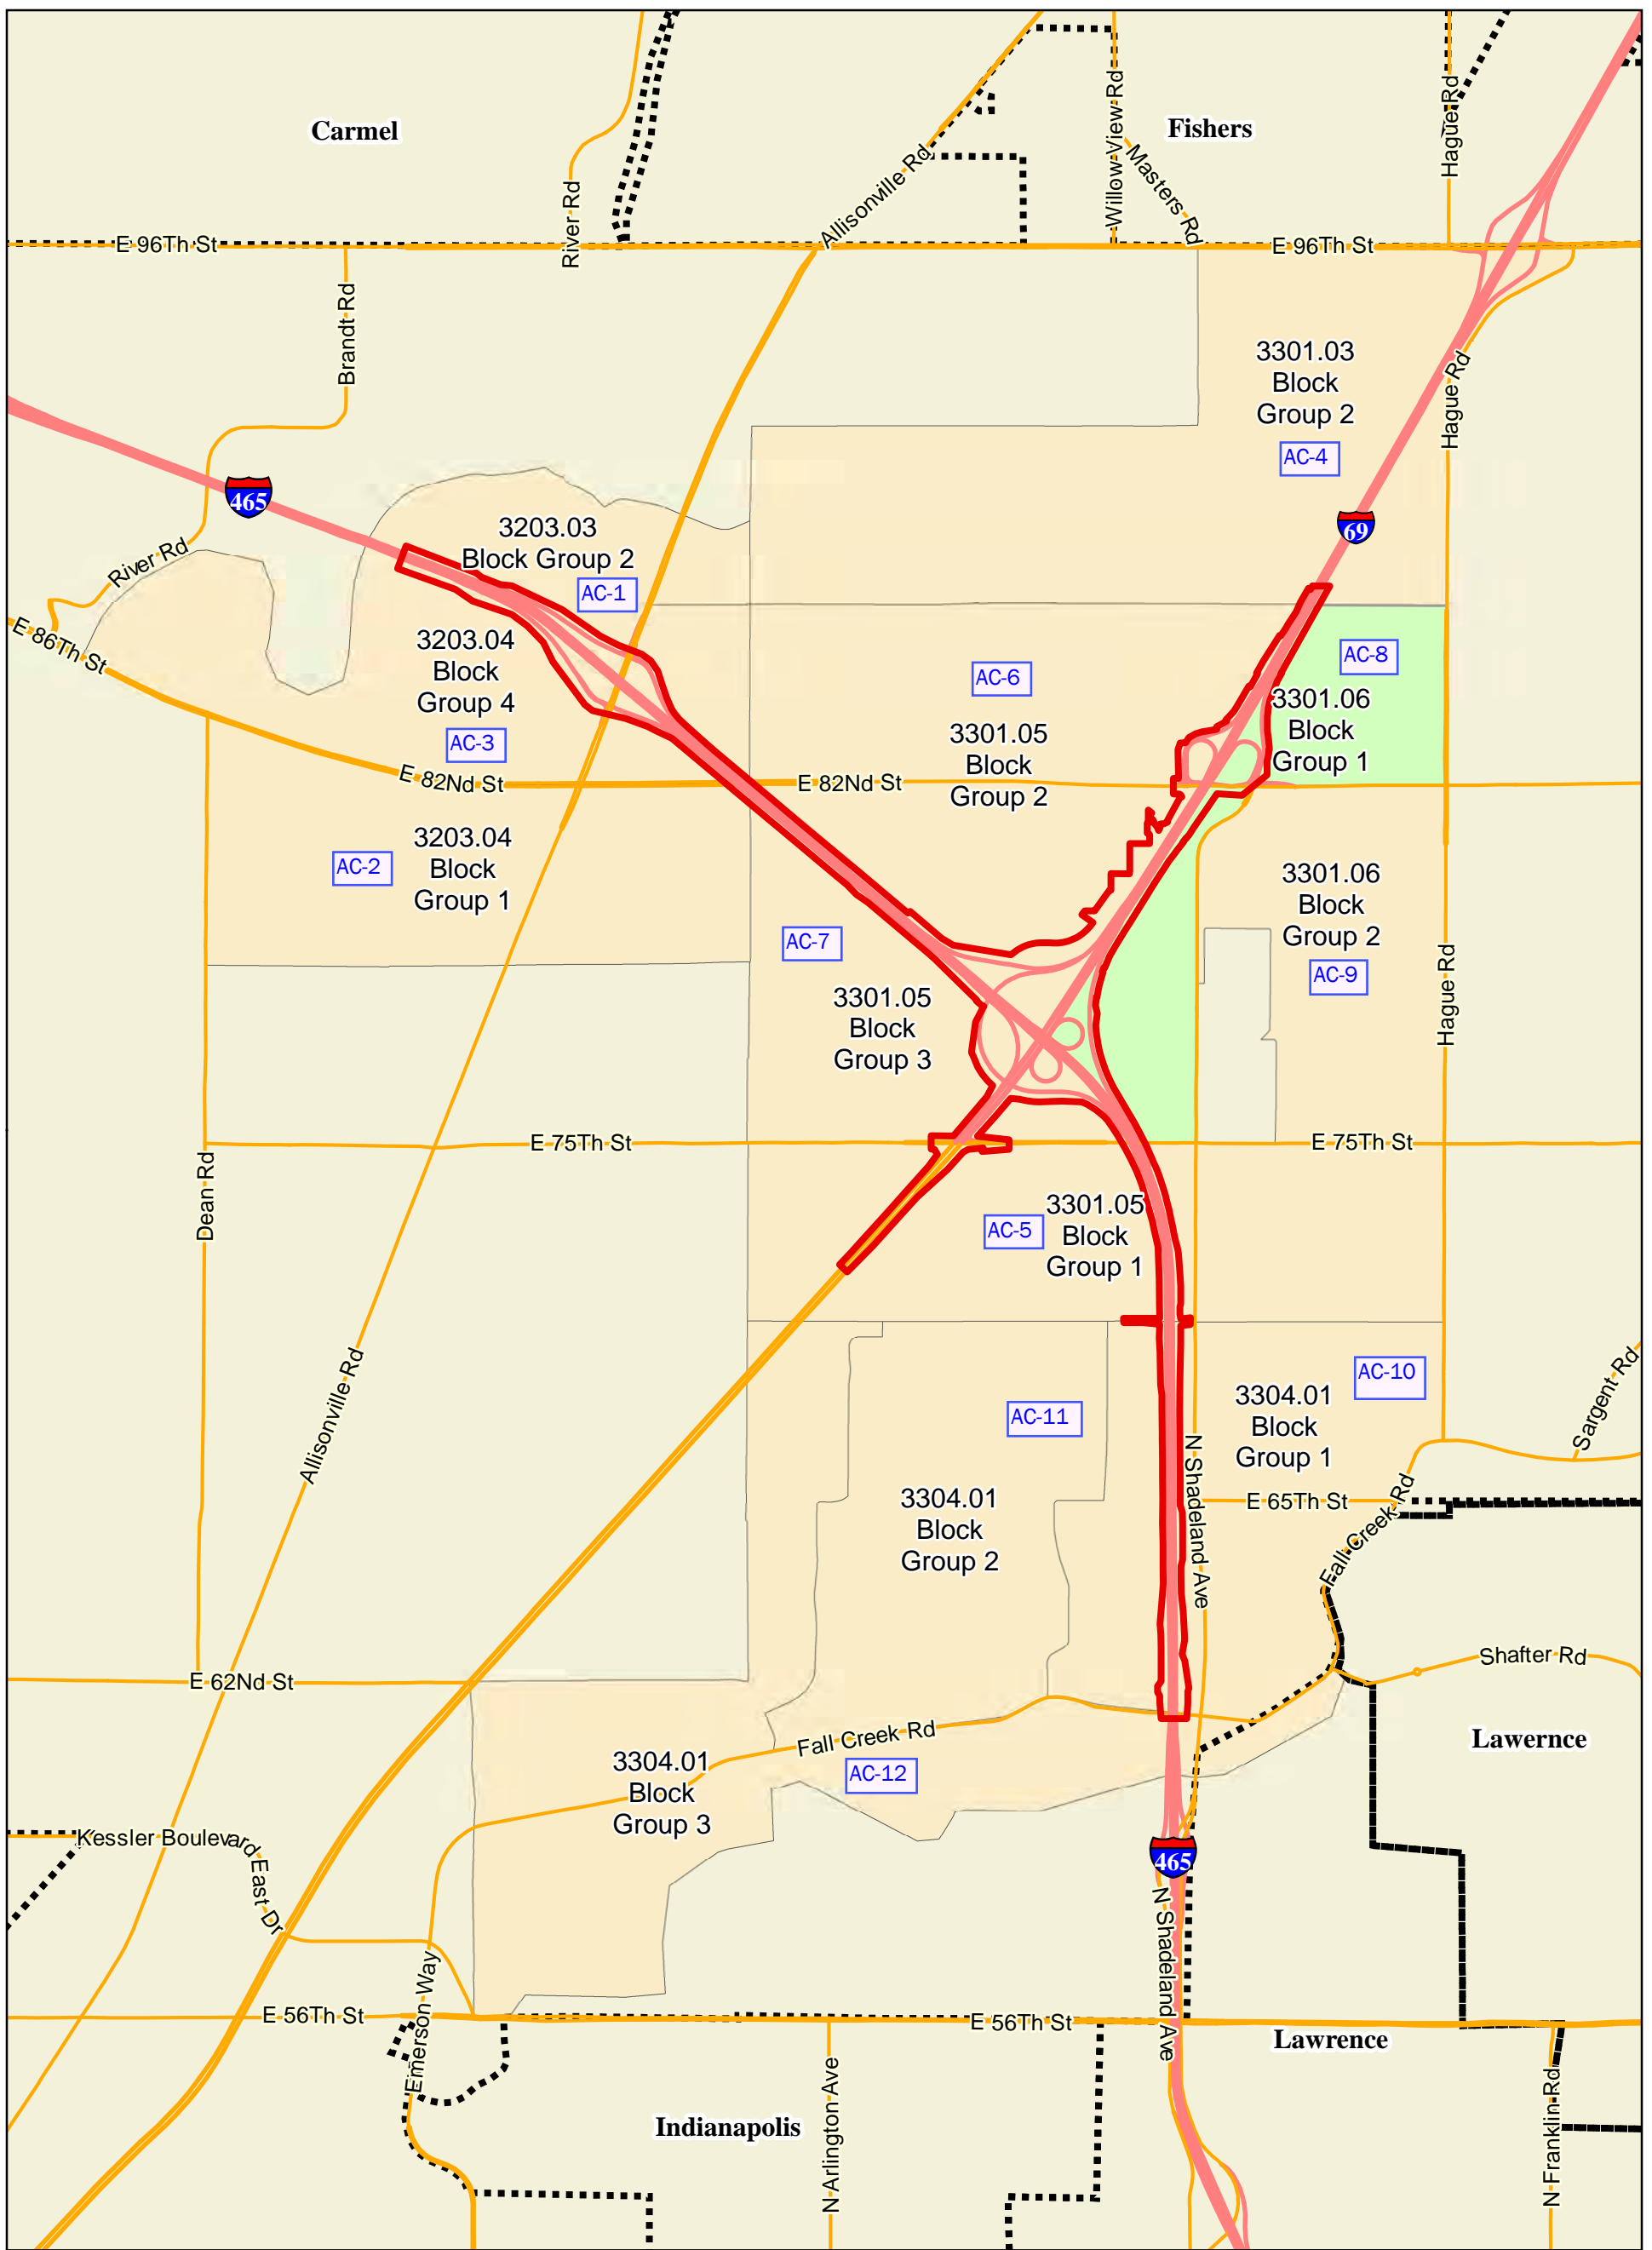 Carmel
Fishers
River Rd
Allisonville Rd
Willow View Rd
Masters Rd
Hague Rd
E 96Th St
E 96Th St
Brandt Rd
3301.03
Block
Group 2
AC-4
Hague Rd
465
69
3203.03
Block Group 2
AC-1
River Rd
E 86Th St
3203.04
Block
Group 4
AC-3
AC-6
AC-8
3301.06
Block
Group 1
3301.05
Block
Group 2
E 82Nd St
E 82Nd St
3203.04
Block
Group 1
AC-2
3301.06
Block
Group 2
AC-9
AC-7
Hague Rd
3301.05
Block
Group 3
E 75Th St
E 75Th St
Dean Rd
AC-5
3301.05
Block
Group 1
Allisonville Rd
AC-10
3304.01
Block
Group 1
Sargent Rd
AC-11
N Shadeland Ave
3304.01
Block
Group 2
E 65Th St
Fall Creek Rd
E 62Nd St
Shafter Rd
Fall Creek Rd
Lawernce
3304.01
Block
Group 3
AC-12
Kessler Boulevard East Dr
465
N Shadeland Ave
Emerson Way
E 56Th St
E 56Th St
Lawrence
Indianapolis
N Arlington Ave
N Franklin Rd